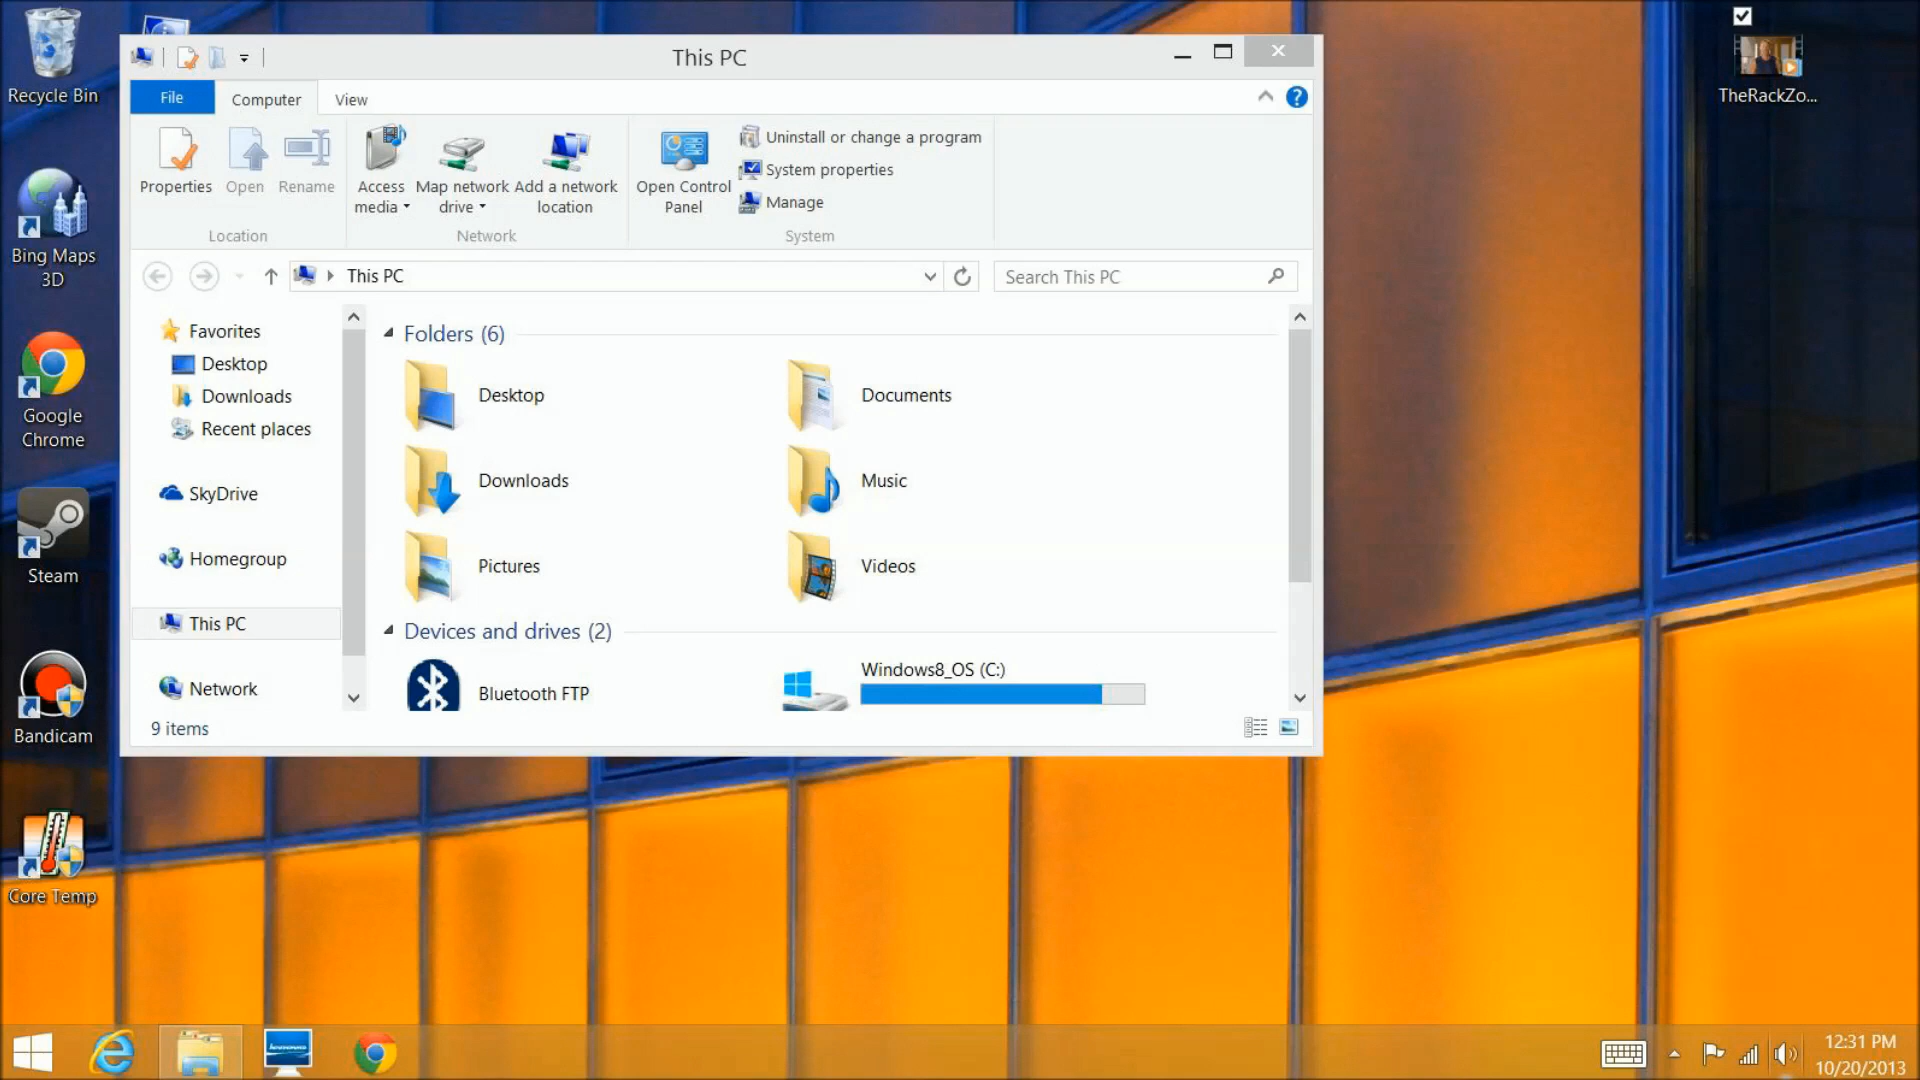 Recycle Bin
Bing Maps
3D
Google
Chrome
Steam
Bandicam
Core Temp
TheRackZo...
This PC
File
Computer
View
Properties
Open
Rename
Access
media
Map network
drive
Add a network
location
Open Control
Panel
Uninstall or change a program
System properties
Manage
Location
Network
System
This PC
Search This PC
Favorites
Desktop
Downloads
Recent places
SkyDrive
Homegroup
This PC
Network
Folders (6)
Desktop
Documents
Downloads
Music
Pictures
Videos
Devices and drives (2)
Bluetooth FTP
Windows8_OS (C:)
9 items
12:31 PM
10/20/2013